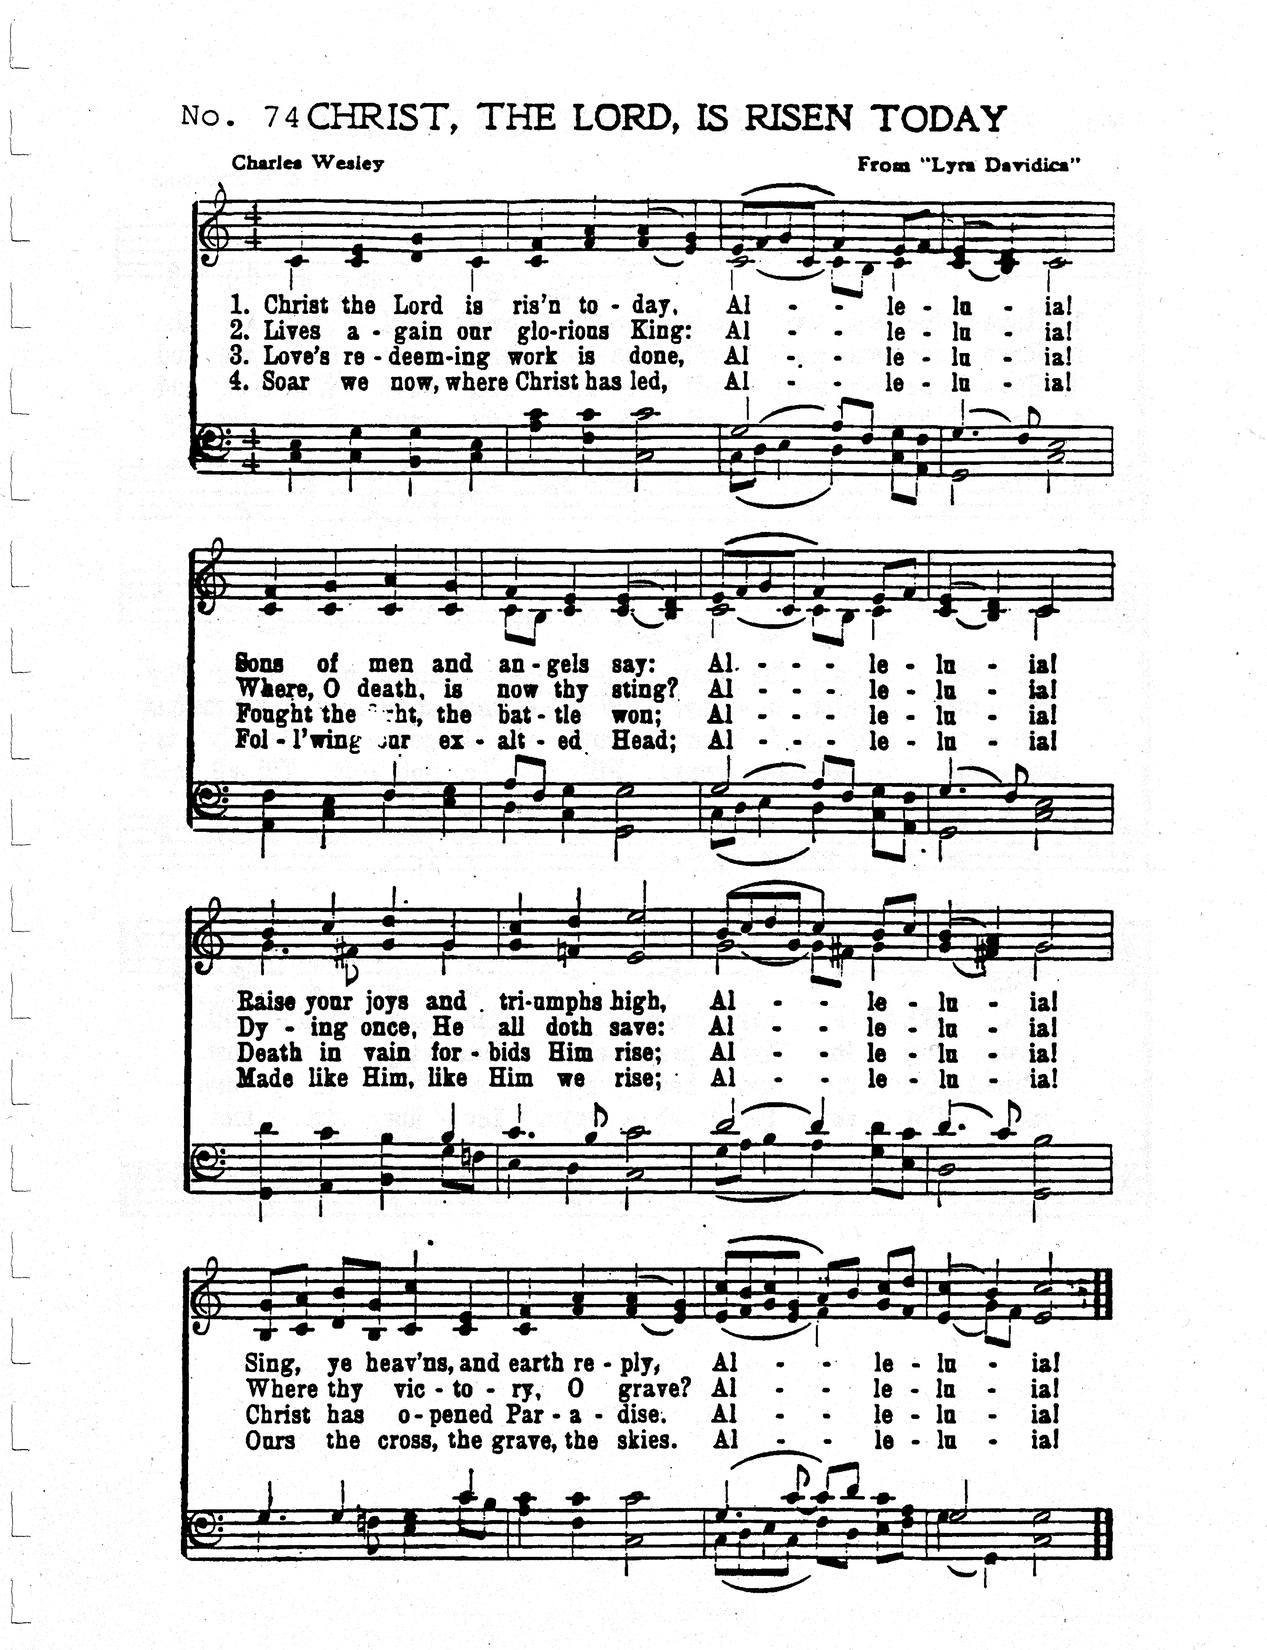 No. 74 CHRIST, THE LORD, IS RISEN TODAY
Charles Wesley From "Lyra Davidica"
1. Christ the Lord is ris'n to - day, Al - - le - lu - ia!
2. Lives a - gain our glo-rious King: Al - - le - lu - ia!
3. Love's re - deem-ing work is done, Al - - le - lu - ia!
4. Soar we now, where Christ has led, Al - - le - lu - ia!
Sons of men and an - gels say: Al - - - le - lu - ia!
Where, O death, is now thy sting? Al - - - le - lu - ia!
Fought the the bat - tle won; Al - - - le - lu - ia!
Fol - l'wing our ex - alt - ed Head; Al - - - le - lu - ia!
Raise your joys and tri-umphs high, Al - - le - lu - ia!
Dy - ing once, He all doth save: Al - - le - lu - ia!
Death in vain for - bids Him rise; Al - - le - lu - ia!
Made like Him, like Him we rise; Al - - le - lu - ia!
Sing, ye heav'ns, and earth re - ply, Al - - le - lu - ia!
Where thy vic - to - ry, O grave? Al - - le - lu - ia!
Christ has o - pened Par - a - dise. Al - - le - lu - ia!
Ours the cross, the grave, the skies. Al - - le - lu - ia!